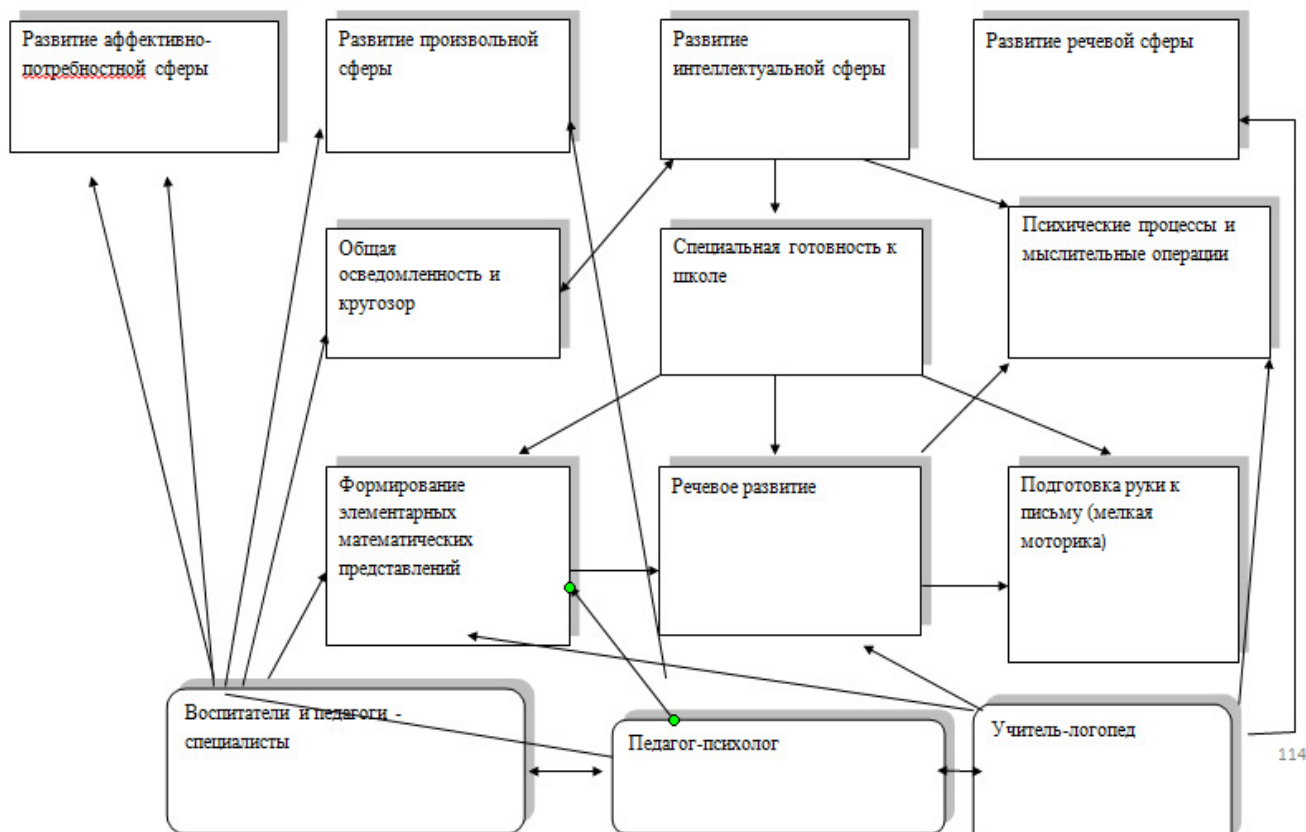 Развитие аффективно-
потребностной сферы
Развитие произвольной
сферы
Развитие
интеллектуальной сферы
Развитие речевой сферы
Общая
осведомленность и
кругозор
Специальная готовность к
школе
Психические процессы и
мыслительные операции
Формирование
элементарных
математических
представлений
Речевое развитие
Подготовка руки к
письму (мелкая
моторика)
Воспитатели и педагоги -
специалисты
Педагог-психолог
Учитель-логопед
114